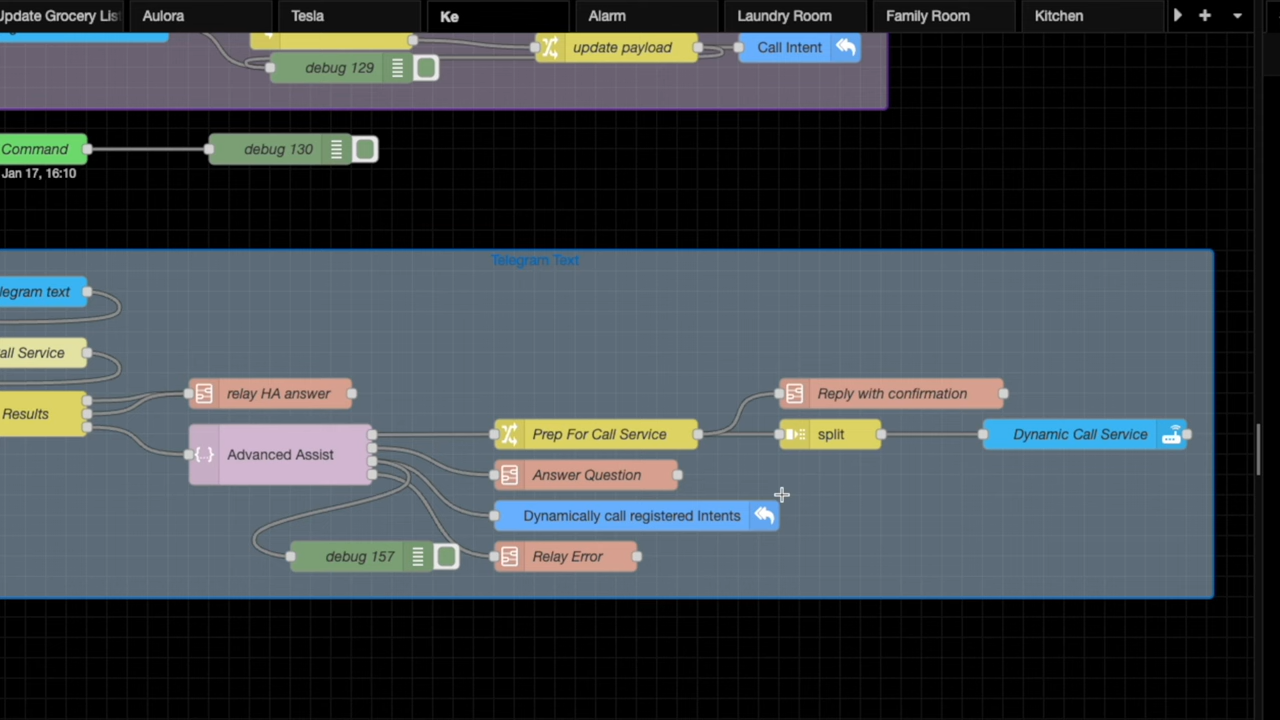 Update Grocery Lis
Aulora
Tesla
Ke
Alarm
Laundry Room
Family Room
Kitchen
update payload
Call Intent
debug 129
Command
debug 130
Jan 17, 16:10
Telegram Text
legram text
all Service
relay HA answer
Reply with confirmation
Results
Prep For Call Service
split
Dynamic Call Service
Advanced Assist
Answer Question
Dynamically call registered Intents
debug 157
Relay Error